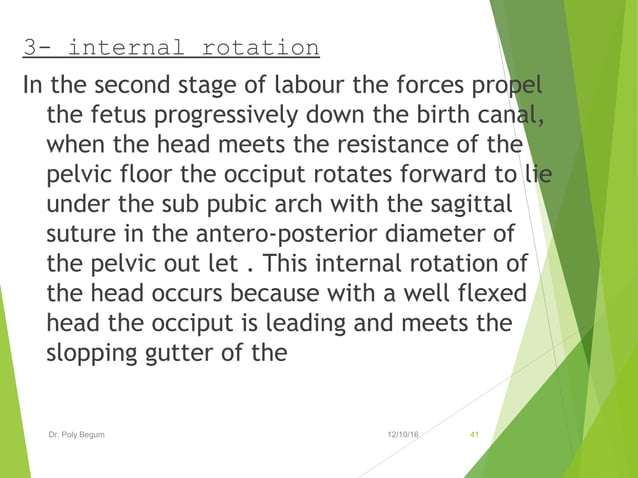 3- internal rotation
In the second stage of labour the forces propel
the fetus progressively down the birth canal,
when the head meets the resistance of the
pelvic floor the occiput rotates forward to lie
under the sub pubic arch with the sagittal
suture in the antero-posterior diameter of
the pelvic out let . This internal rotation of
the head occurs because with a well flexed
head the occiput is leading and meets the
slopping gutter of the
Dr. Poly Begum 12/10/16 41